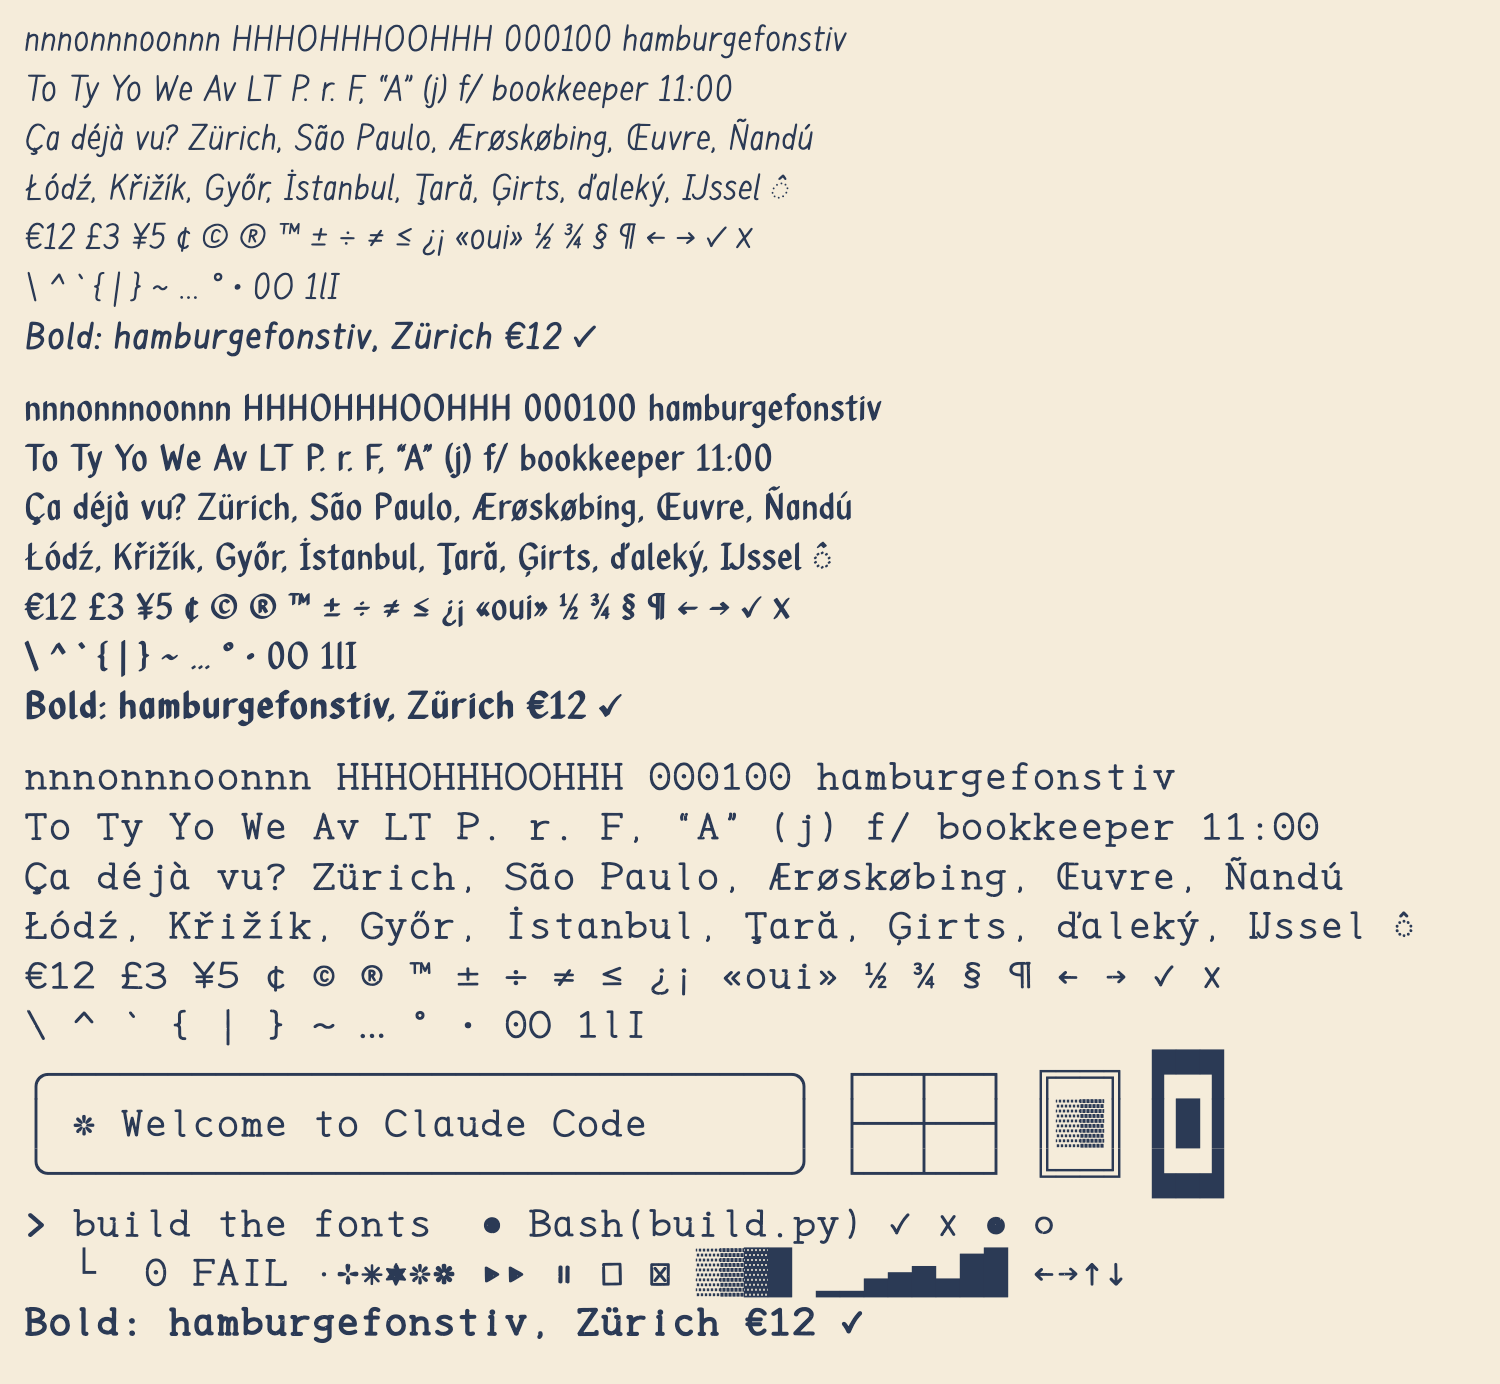 nnnonnnoonnn HHHOHHHOOHHH 000100 hamburgefonstiv
To Ty Yo We Av LT P. r. F, “A” (j) f/ bookkeeper 11:00
Ça déjà vu? Zürich, São Paulo, Ærøskøbing, Œuvre, Ñandú
Łódź, Křižík, Győr, İstanbul, Ţară, Ģirts, ďaleký, IJssel ◌̂
€12 £3 ¥5 ¢ © ® ™ ± ÷ ≠ ≤ ¿¡ «oui» ½ ¾ § ¶ ← → ✓ ✗
\ ^ ` { | } ~ … ° · 0O 1lI
Bold: hamburgefonstiv, Zürich €12 ✓
nnnonnnoonnn HHHOHHHOOHHH 000100 hamburgefonstiv
To Ty Yo We Av LT P. r. F, “A” (j) f/ bookkeeper 11:00
Ça déjà vu? Zürich, São Paulo, Ærøskøbing, Œuvre, Ñandú
Łódź, Křižík, Győr, İstanbul, Ţară, Ģirts, ďaleký, IJssel ◌̂
€12 £3 ¥5 ¢ © ® ™ ± ÷ ≠ ≤ ¿¡ «oui» ½ ¾ § ¶ ← → ✓ ✗
\ ^ ` { | } ~ … ° · 0O 1lI
Bold: hamburgefonstiv, Zürich €12 ✓
nnnonnnoonnn HHHOHHHOOHHH 000100 hamburgefonstiv
To Ty Yo We Av LT P. r. F, “A” (j) f/ bookkeeper 11:00
Ça déjà vu? Zürich, São Paulo, Ærøskøbing, Œuvre, Ñandú
Łódź, Křižík, Győr, İstanbul, Ţară, Ģirts, ďaleký, IJssel ◌̂
€12 £3 ¥5 ¢ © ® ™ ± ÷ ≠ ≤ ¿¡ «oui» ½ ¾ § ¶ ← → ✓ ✗
\ ^ ` { | } ~ … ° · 0O 1lI
✻ Welcome to Claude Code
❯ build the fonts ● Bash(build.py) ✓ ✗ ● ○
└ 0 FAIL ·✢✳✶✻✽ ▶▶ ⏸ ☐ ☒ ░▒▓█ ▁▁▃▄▅▃▇█ ←→↑↓
Bold: hamburgefonstiv, Zürich €12 ✓